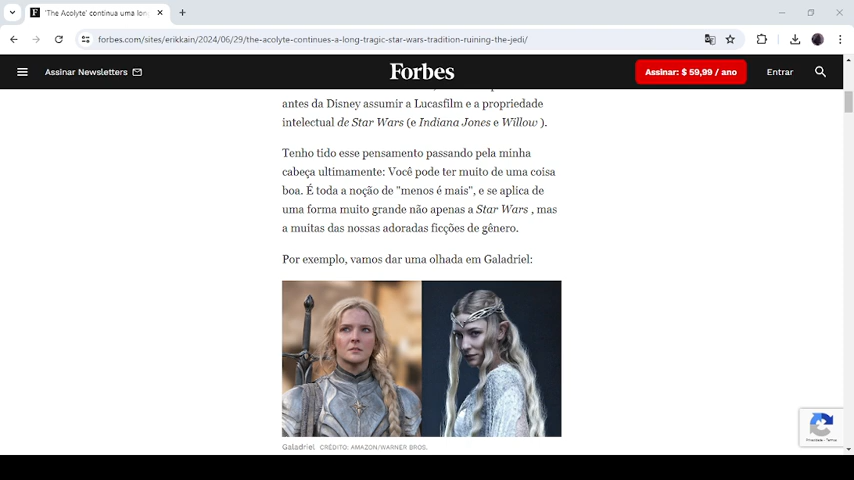 'The Acolyte' continua uma lon
forbes.com/sites/erikkain/2024/06/29/the-acolyte-continues-a-long-tragic-star-wars-tradition-ruining-the-jedi/
Assinar Newsletters
Forbes
Assinar: $ 59,99 / ano
Entrar
antes da Disney assumir a Lucasfilm e a propriedade
intelectual de Star Wars (e Indiana Jones e Willow ).
Tenho tido esse pensamento passando pela minha
cabeça ultimamente: Você pode ter muito de uma coisa
boa. É toda a noção de "menos é mais", e se aplica de
uma forma muito grande não apenas a Star Wars , mas
a muitas das nossas adoradas ficções de gênero.
Por exemplo, vamos dar uma olhada em Galadriel:
Galadriel CRÉDITO: AMAZON/WARNER BROS.